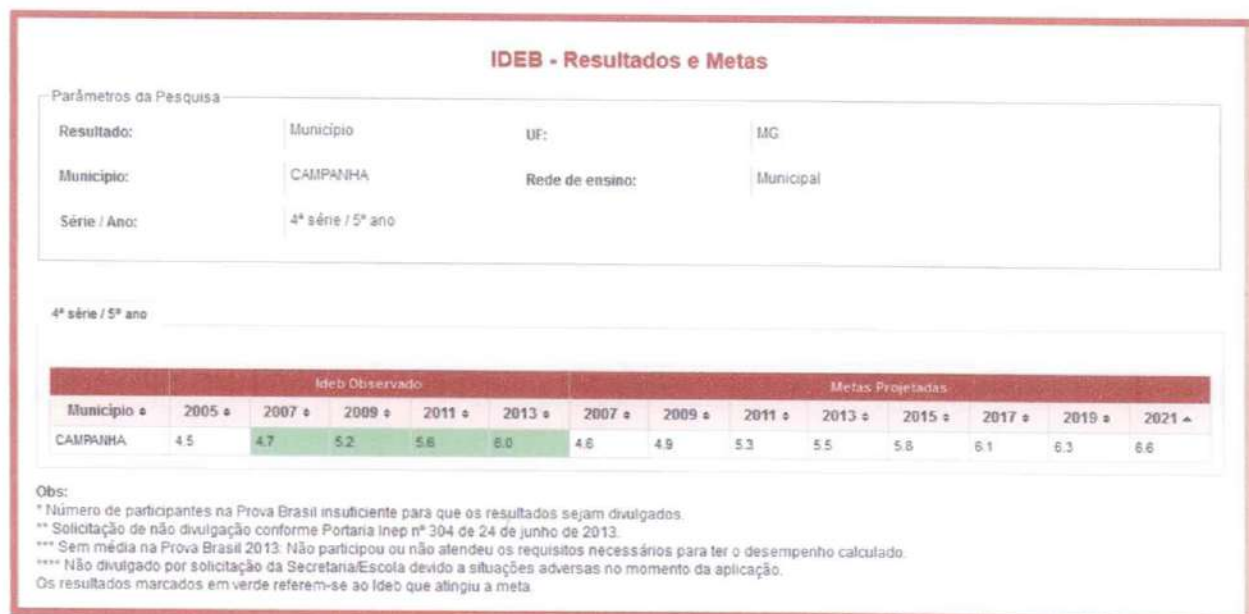 IDEB - Resultados e Metas
Parâmetros da Pesquisa
Resultado: Município UF: MG
Município: CAMPANHA Rede de ensino: Municipal
Série / Ano: 4ª série / 5º ano
4ª série / 5º ano
Ideb Observado Metas Projetadas
Município 2005 2007 2009 2011 2013 2007 2009 2011 2013 2015 2017 2019 2021
CAMPANHA 4.5 4.7 5.2 5.6 6.0 4.6 4.9 5.3 5.5 5.8 6.1 6.3 6.6
Obs:
* Número de participantes na Prova Brasil insuficiente para que os resultados sejam divulgados.
** Solicitação de não divulgação conforme Portaria Inep nº 304 de 24 de junho de 2013.
*** Sem média na Prova Brasil 2013: Não participou ou não atendeu os requisitos necessários para ter o desempenho calculado.
**** Não divulgado por solicitação da Secretaria/Escola devido a situações adversas no momento da aplicação.
Os resultados marcados em verde referem-se ao Ideb que atingiu a meta.